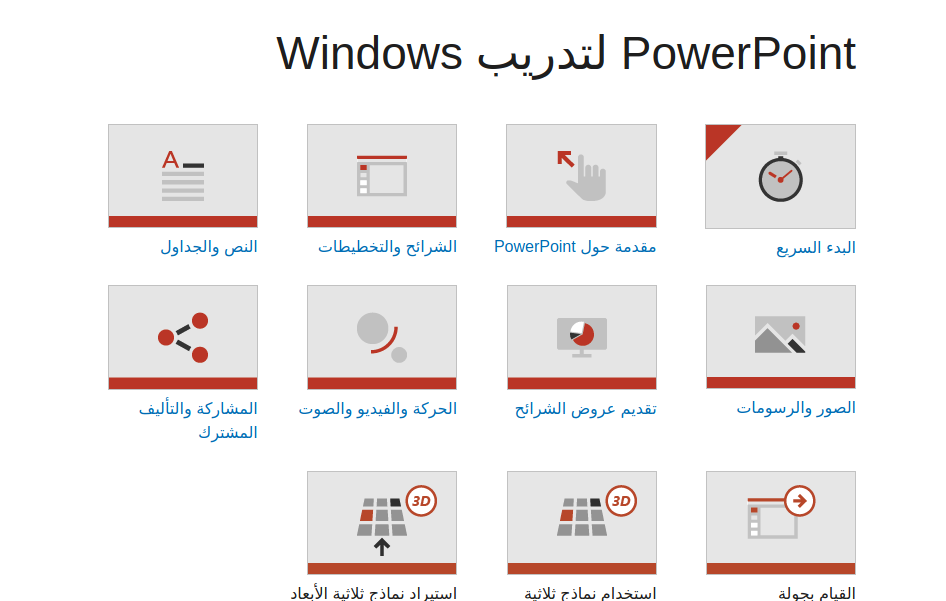 PowerPoint لتدريب Windows
البدء السريع
مقدمة حول PowerPoint
الشرائح والتخطيطات
A
النص والجداول
الصور والرسومات
تقديم عروض الشرائح
الحركة والفيديو والصوت
المشاركة والتأليف
المشترك
القيام بجولة
3D
استخدام نماذج ثلاثية
3D
استيراد نماذج ثلاثية الأبعاد